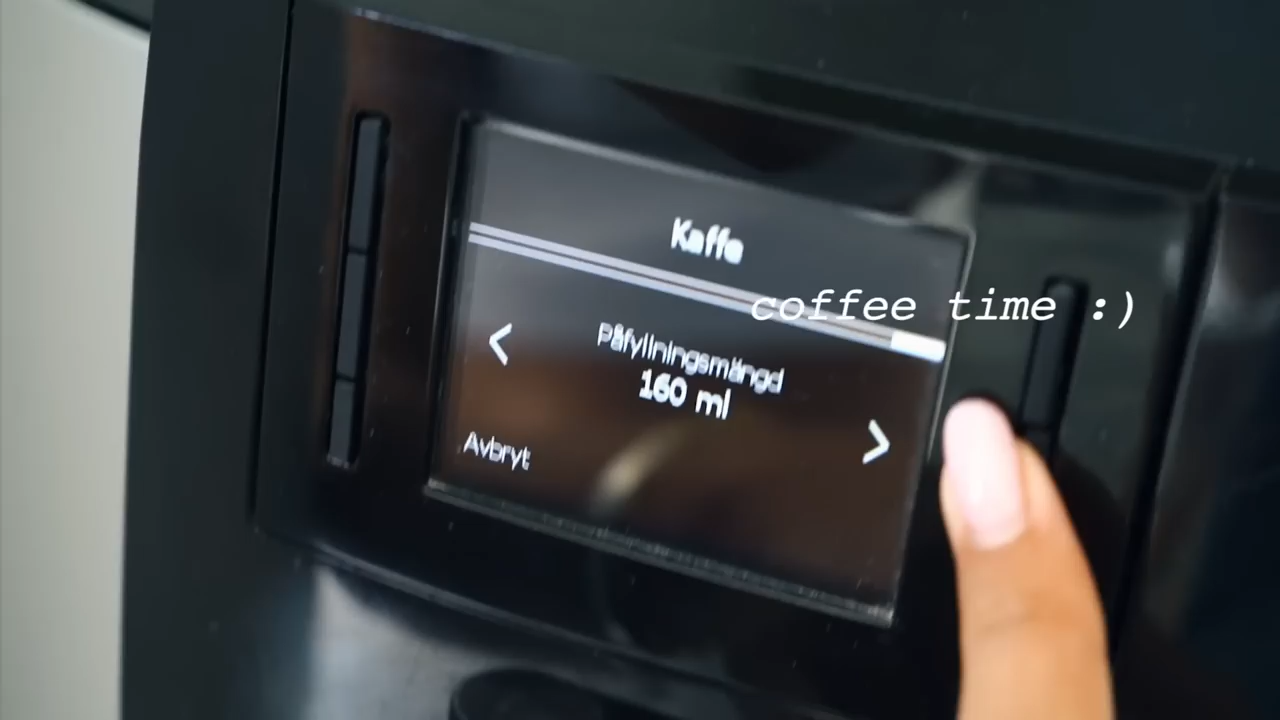 Kaffe
coffee time :)
<
Påfyllningsmängd
160 ml
>
Avbryt